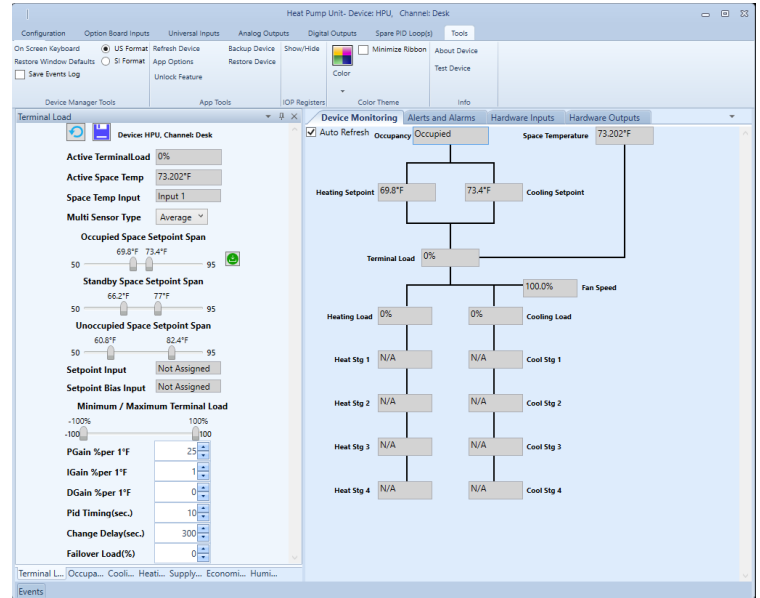 Heat Pump Unit- Device: HPU, Channel: Desk
Configuration Option Board Inputs Universal Inputs Analog Outputs Digital Outputs Spare PID Loop(s) Tools
On Screen Keyboard US Format Refresh Device Backup Device Show/Hide Minimize Ribbon About Device
Restore Window Defaults SI Format App Options Restore Device Test Device
Save Events Log Unlock Feature Color
Device Manager Tools App Tools IOP Registers Color Theme Info
Terminal Load
Device: HPU, Channel: Desk
Active TerminalLoad 0%
Active Space Temp 73.202°F
Space Temp Input Input 1
Multi Sensor Type Average
Occupied Space Setpoint Span
69.8°F 73.4°F
50 95
Standby Space Setpoint Span
66.2°F 77°F
50 95
Unoccupied Space Setpoint Span
60.8°F 82.4°F
50 95
Setpoint Input Not Assigned
Setpoint Bias Input Not Assigned
Minimum / Maximum Terminal Load
-100% 100%
-100 100
PGain %per 1°F 25
IGain %per 1°F 1
DGain %per 1°F 0
Pid Timing(sec.) 10
Change Delay(sec.) 300
Failover Load(%) 0
Terminal L... Occupa... Cooli... Heati... Supply... Economi... Humi...
Device Monitoring Alerts and Alarms Hardware Inputs Hardware Outputs
Auto Refresh Occupancy Occupied Space Temperature 73.202°F
Heating Setpoint 69.8°F 73.4°F Cooling Setpoint
Terminal Load 0%
100.0% Fan Speed
Heating Load 0% 0% Cooling Load
Heat Stg 1 N/A N/A Cool Stg 1
Heat Stg 2 N/A N/A Cool Stg 2
Heat Stg 3 N/A N/A Cool Stg 3
Heat Stg 4 N/A N/A Cool Stg 4
Events